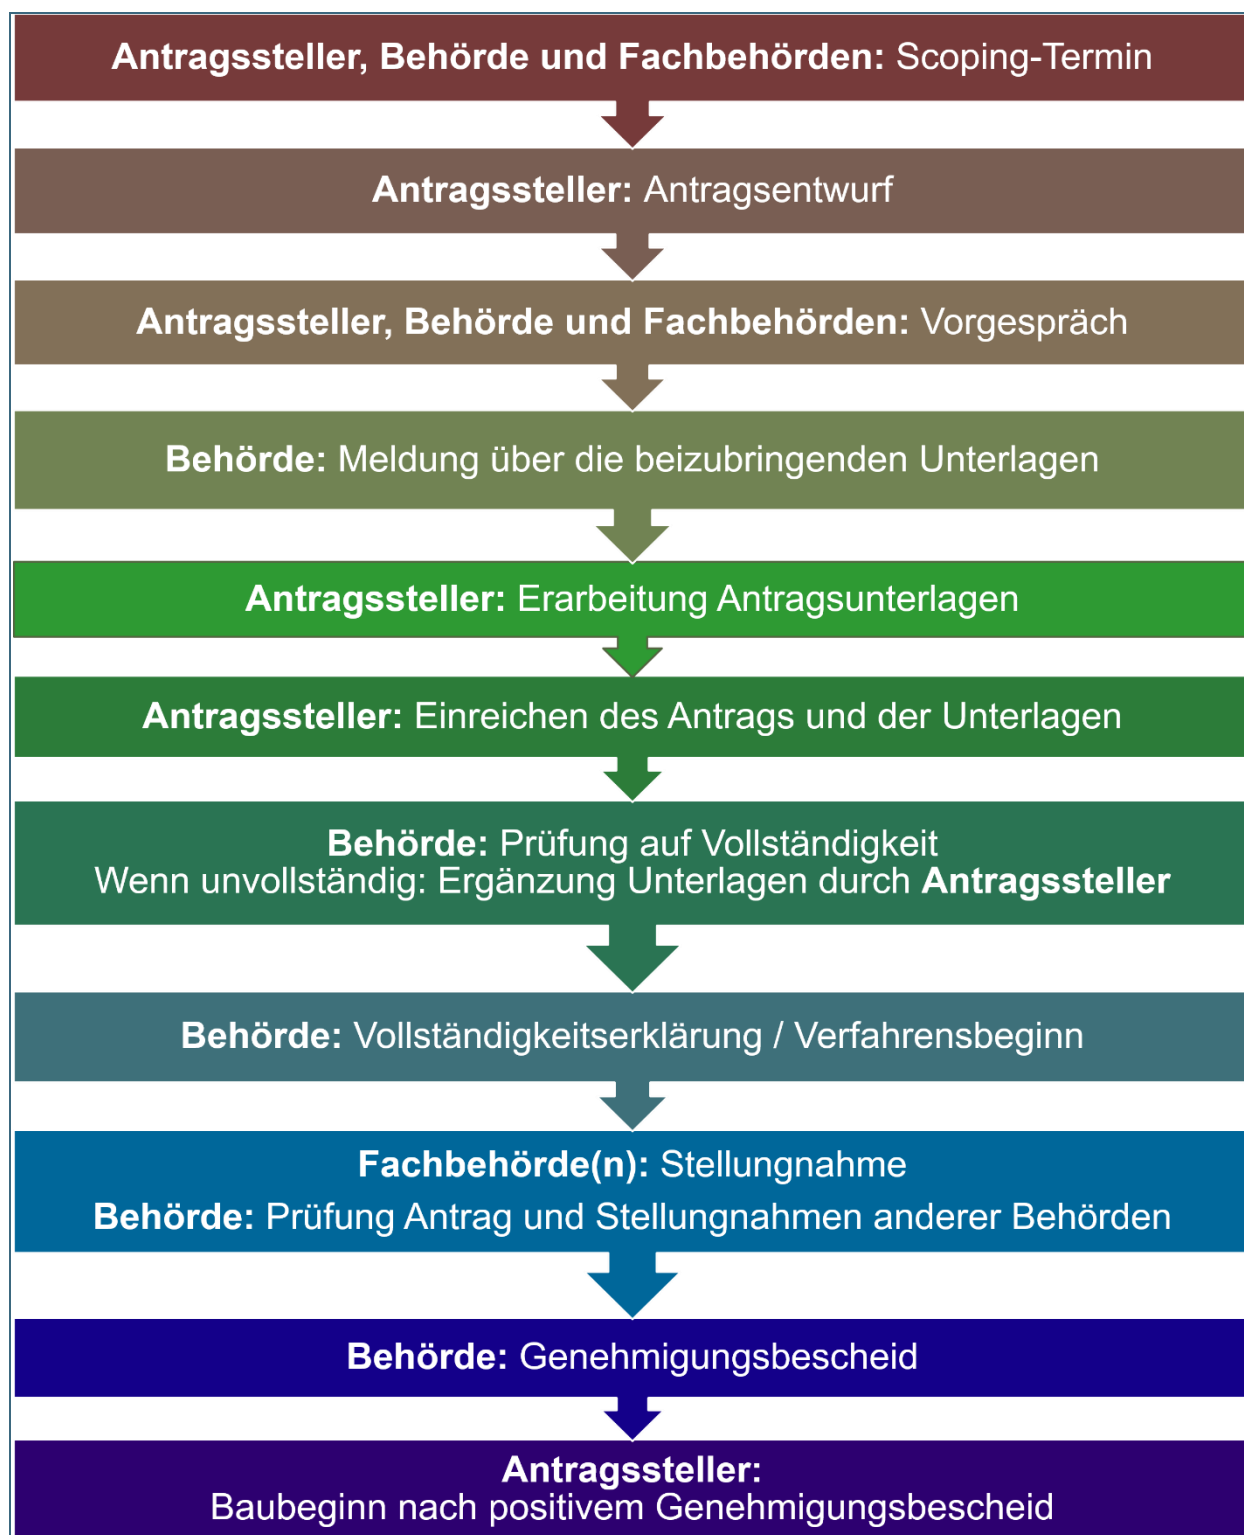 Antragssteller, Behörde und Fachbehörden: Scoping-Termin
Antragssteller: Antragsentwurf
Antragssteller, Behörde und Fachbehörden: Vorgespräch
Behörde: Meldung über die beizubringenden Unterlagen
Antragssteller: Erarbeitung Antragsunterlagen
Antragssteller: Einreichen des Antrags und der Unterlagen
Behörde: Prüfung auf Vollständigkeit
Wenn unvollständig: Ergänzung Unterlagen durch Antragssteller
Behörde: Vollständigkeitserklärung / Verfahrensbeginn
Fachbehörde(n): Stellungnahme
Behörde: Prüfung Antrag und Stellungnahmen anderer Behörden
Behörde: Genehmigungsbescheid
Antragssteller:
Baubeginn nach positivem Genehmigungsbescheid